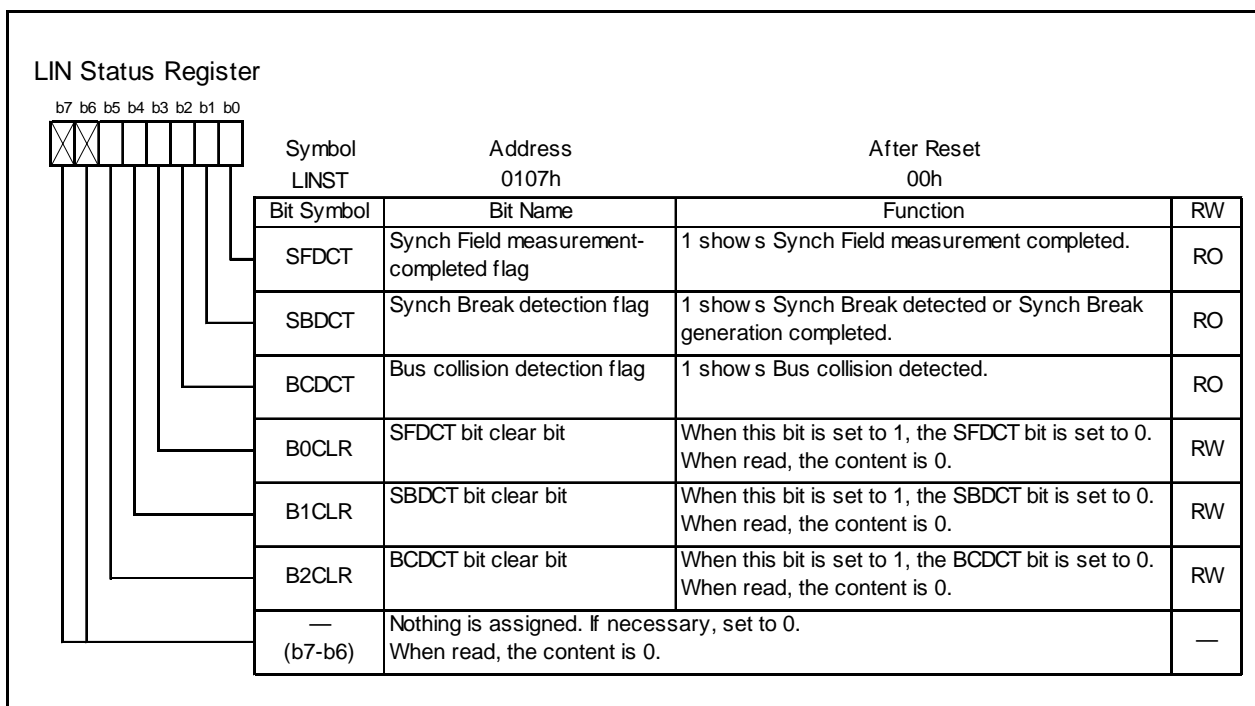 LIN Status Register
b7 b6 b5 b4 b3 b2 b1 b0
Symbol Address After Reset
LINST 0107h 00h
Bit Symbol Bit Name Function RW
SFDCT Synch Field measurement-completed flag 1 shows Synch Field measurement completed. RO
SBDCT Synch Break detection flag 1 shows Synch Break detected or Synch Break generation completed. RO
BCDCT Bus collision detection flag 1 shows Bus collision detected. RO
B0CLR SFDCT bit clear bit When this bit is set to 1, the SFDCT bit is set to 0. When read, the content is 0. RW
B1CLR SBDCT bit clear bit When this bit is set to 1, the SBDCT bit is set to 0. When read, the content is 0. RW
B2CLR BCDCT bit clear bit When this bit is set to 1, the BCDCT bit is set to 0. When read, the content is 0. RW
— Nothing is assigned. If necessary, set to 0. —
(b7-b6) When read, the content is 0.